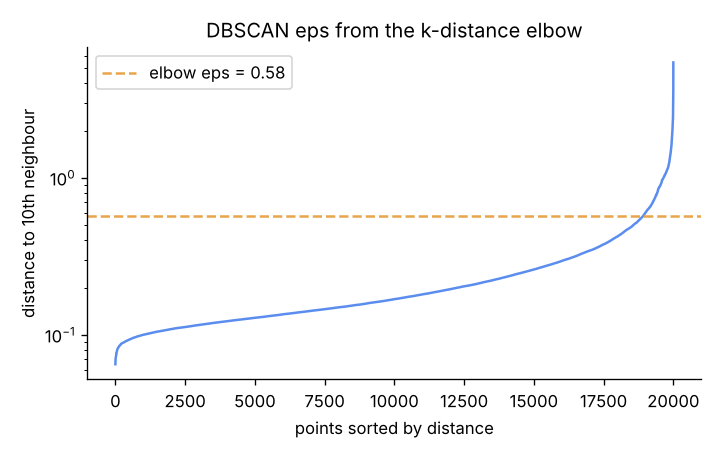 DBSCAN eps from the k-distance elbow
elbow eps = 0.58
distance to 10th neighbour
10⁰
10⁻¹
0 2500 5000 7500 10000 12500 15000 17500 20000
points sorted by distance